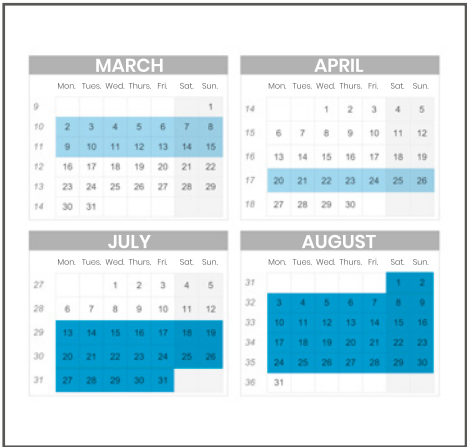 MARCH
Mon. Tues. Wed. Thurs. Fri. Sat. Sun.
9 1
10 2 3 4 5 6 7 8
11 9 10 11 12 13 14 15
12 16 17 18 19 20 21 22
13 23 24 25 26 27 28 29
14 30 31
APRIL
Mon. Tues. Wed. Thurs. Fri. Sat. Sun.
14 1 2 3 4 5
15 6 7 8 9 10 11 12
16 13 14 15 16 17 18 19
17 20 21 22 23 24 25 26
18 27 28 29 30
JULY
Mon. Tues. Wed. Thurs. Fri. Sat. Sun.
27 1 2 3 4 5
28 6 7 8 9 10 11 12
29 13 14 15 16 17 18 19
30 20 21 22 23 24 25 26
31 27 28 29 30 31
AUGUST
Mon. Tues. Wed. Thurs. Fri. Sat. Sun.
31 1 2
32 3 4 5 6 7 8 9
33 10 11 12 13 14 15 16
34 17 18 19 20 21 22 23
35 24 25 26 27 28 29 30
36 31